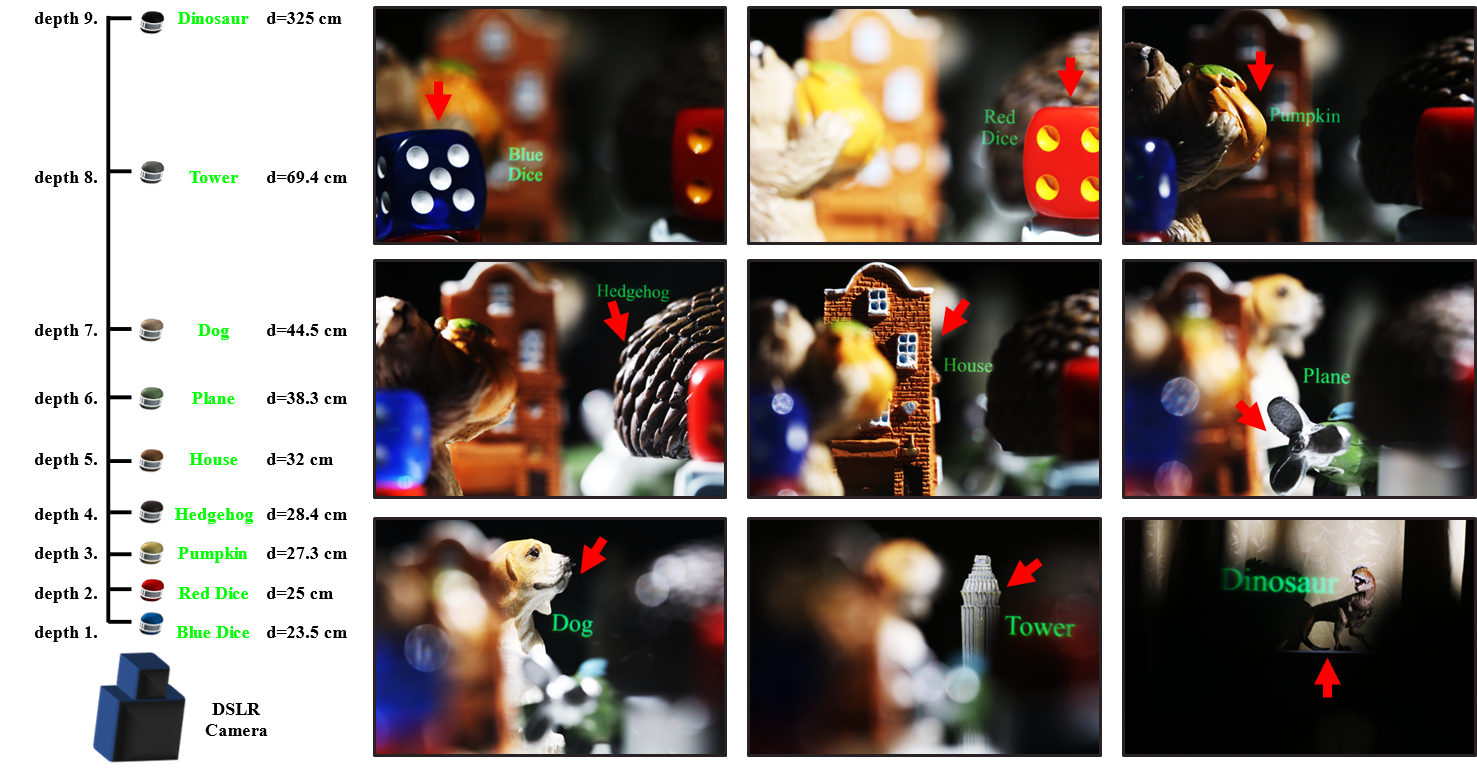 depth 9. Dinosaur d=325 cm
depth 8. Tower d=69.4 cm
depth 7. Dog d=44.5 cm
depth 6. Plane d=38.3 cm
depth 5. House d=32 cm
depth 4. Hedgehog d=28.4 cm
depth 3. Pumpkin d=27.3 cm
depth 2. Red Dice d=25 cm
depth 1. Blue Dice d=23.5 cm
DSLR
Camera
Blue
Dice
Red
Dice
Pumpkin
Hedgehog
House
Plane
Dog
Tower
Dinosaur